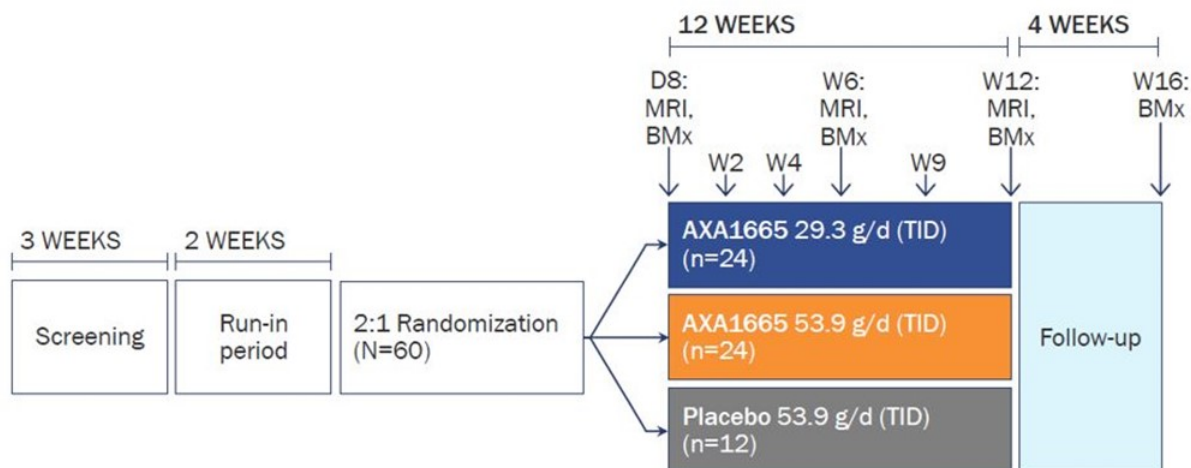 12 WEEKS
4 WEEKS
D8:
MRI,
BMx
W2
W4
W6:
MRI,
BMx
W9
W12:
MRI,
BMx
W16:
BMx
3 WEEKS
2 WEEKS
Screening
Run-in
period
2:1 Randomization
(N=60)
AXA1665 29.3 g/d (TID)
(n=24)
AXA1665 53.9 g/d (TID)
(n=24)
Placebo 53.9 g/d (TID)
(n=12)
Follow-up